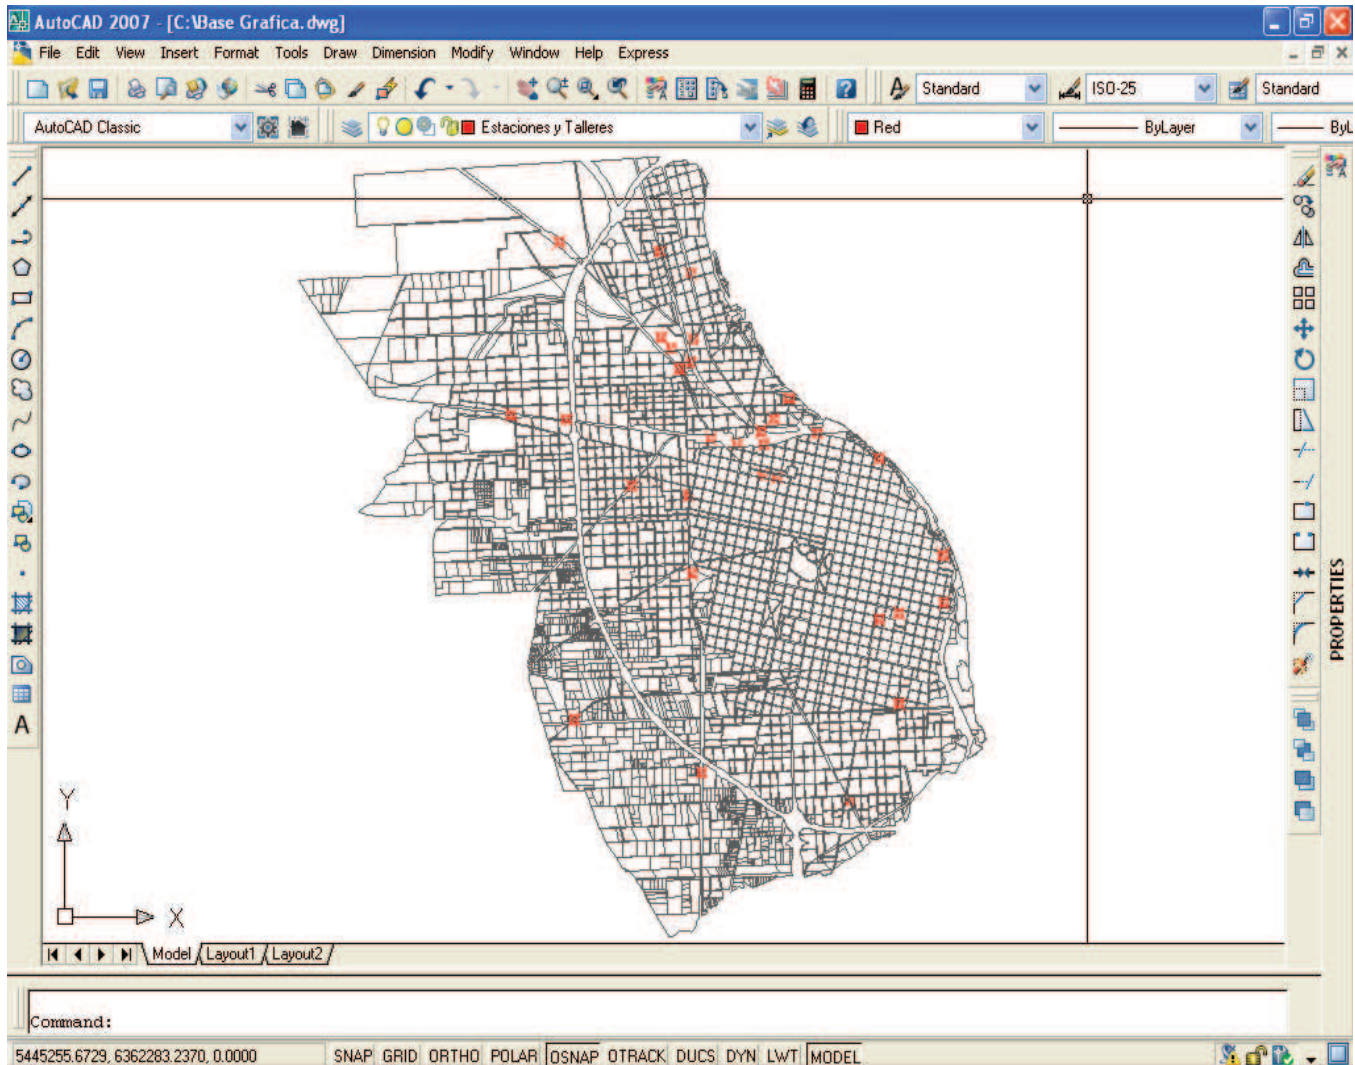 AutoCAD 2007 - [C:\Base Grafica.dwg]
File Edit View Insert Format Tools Draw Dimension Modify Window Help Express
Standard ISO-25 Standard
AutoCAD Classic Estaciones y Talleres Red ByLayer ByL
A
PROPERTIES
Y
X
Model Layout1 Layout2
Command:
5445255.6729, 6362283.2370, 0.0000 SNAP GRID ORTHO POLAR OSNAP OTRACK DUCS DYN LWT MODEL